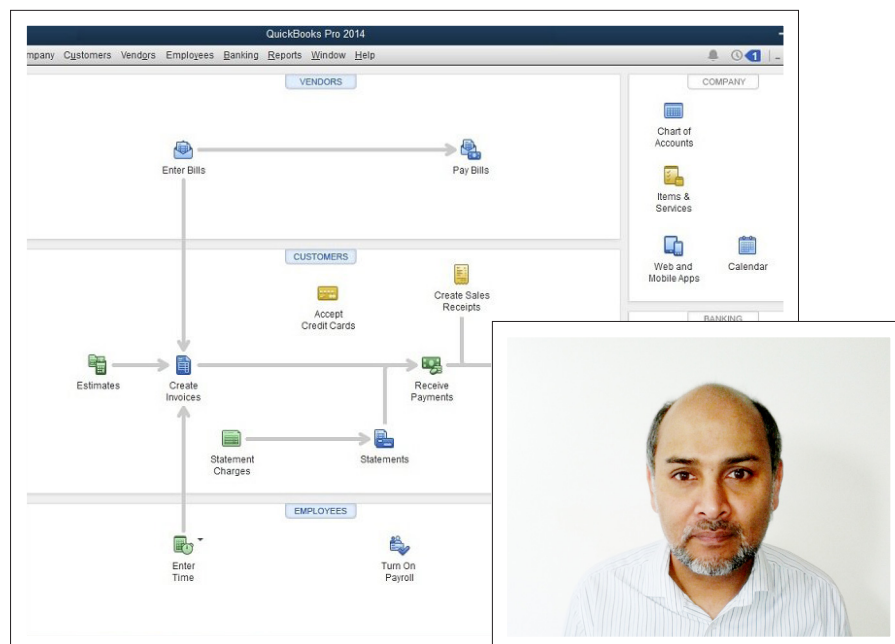 QuickBooks Pro 2014
mpany Customers Vendors Employees Banking Reports Window Help
1
VENDORS
Enter Bills
Pay Bills
COMPANY
Chart of
Accounts
Items &
Services
Web and
Mobile Apps
Calendar
CUSTOMERS
Accept
Credit Cards
Create Sales
Receipts
BANKING
Estimates
Create
Invoices
Receive
Payments
Statement
Charges
Statements
EMPLOYEES
Enter
Time
Turn On
Payroll